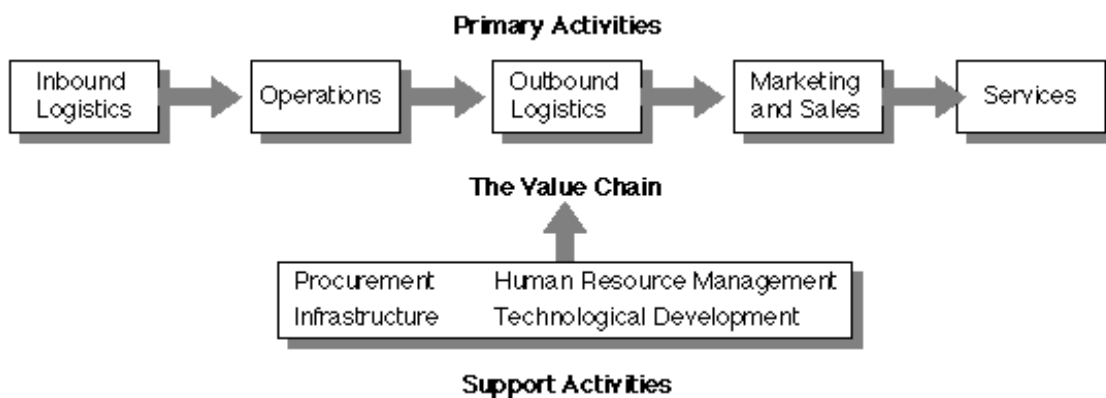 Primary Activities
Inbound
Logistics
Operations
Outbound
Logistics
Marketing
and Sales
Services
The Value Chain
Procurement Human Resource Management
Infrastructure Technological Development
Support Activities